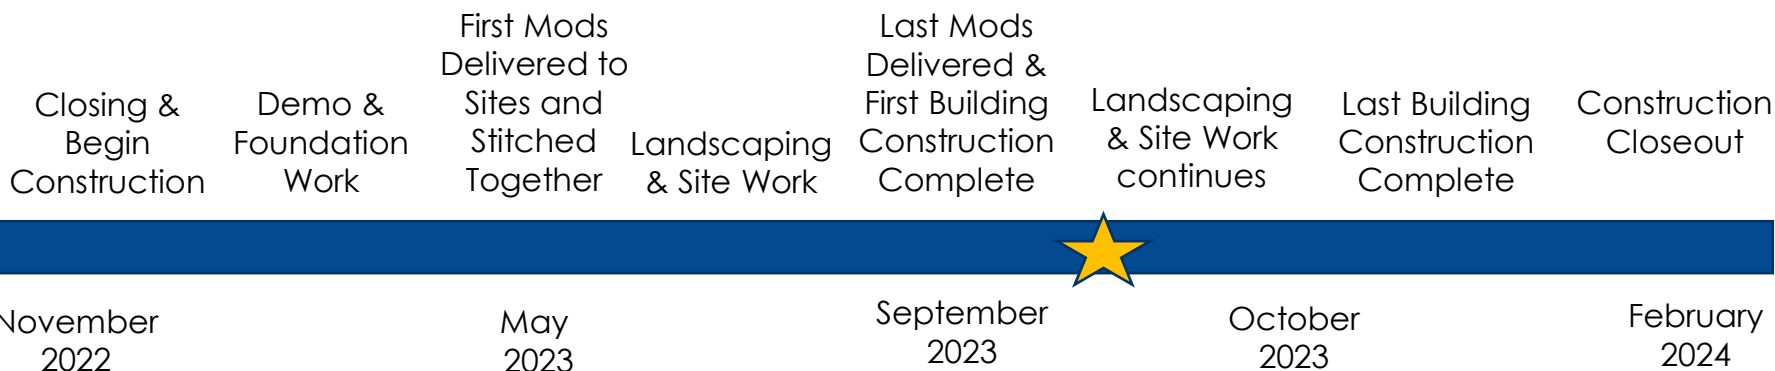 Closing &
Begin
Construction
Demo &
Foundation
Work
First Mods
Delivered to
Sites and
Stitched
Together
Landscaping
& Site Work
Last Mods
Delivered &
First Building
Construction
Complete
Landscaping
& Site Work
continues
Last Building
Construction
Complete
Construction
Closeout
November
2022
May
2023
September
2023
October
2023
February
2024